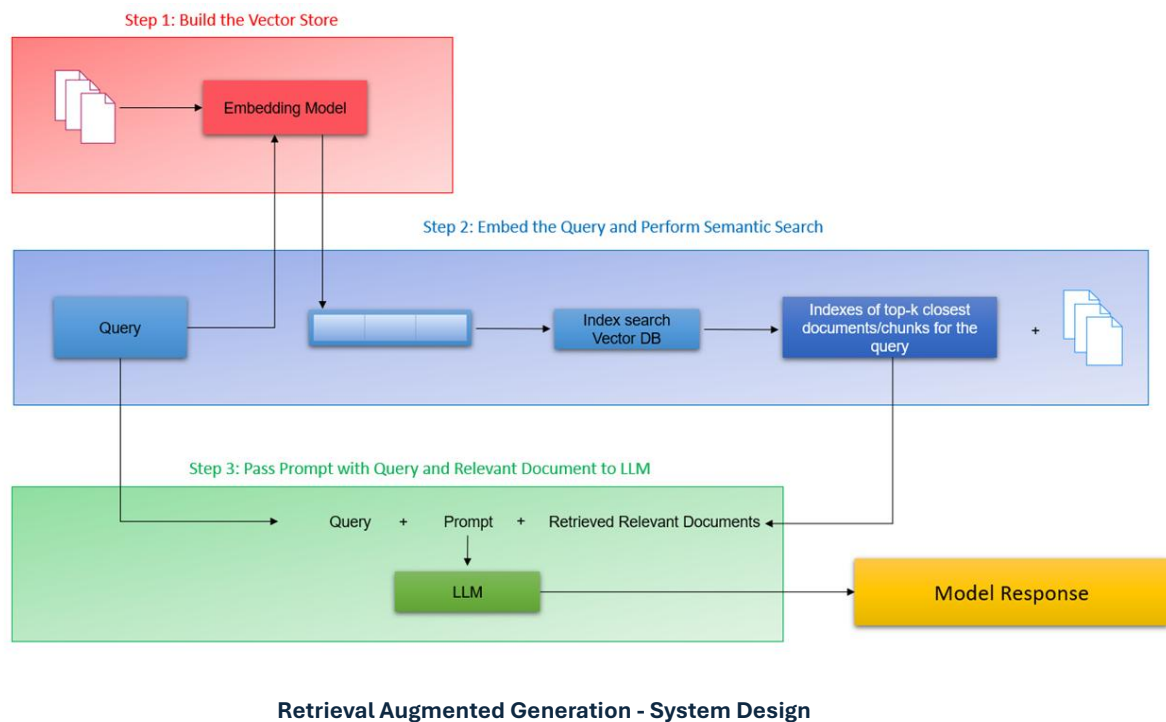 Step 1: Build the Vector Store
Embedding Model
Step 2: Embed the Query and Perform Semantic Search
Query
Index search
Vector DB
Indexes of top-k closest
documents/chunks for the
query
+
Step 3: Pass Prompt with Query and Relevant Document to LLM
Query + Prompt + Retrieved Relevant Documents
LLM
Model Response
Retrieval Augmented Generation - System Design